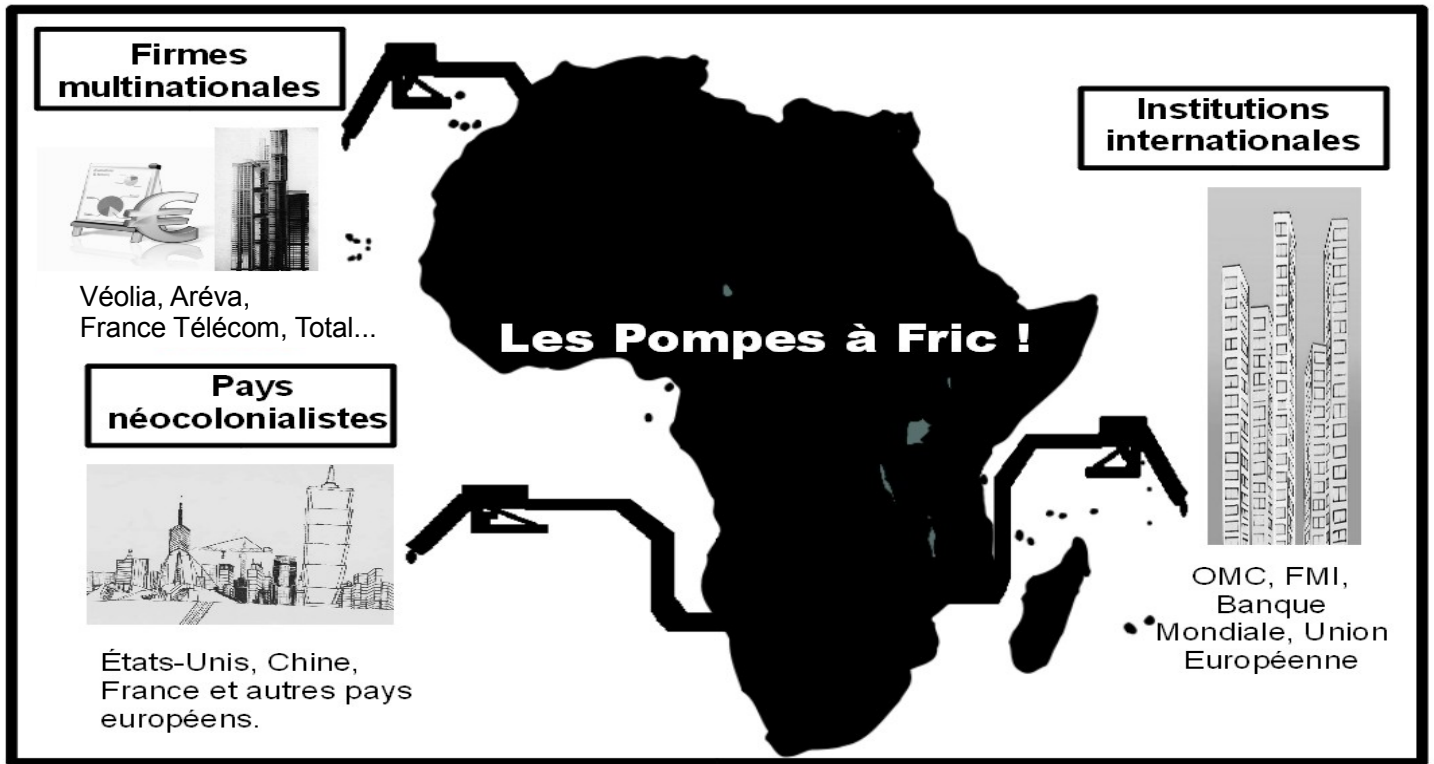 Firmes
multinationales
Véolia, Aréva,
France Télécom, Total...
Pays
néocolonialistes
États-Unis, Chine,
France et autres pays
européens.
Les Pompes à Fric !
Institutions
internationales
OMC, FMI,
Banque
Mondiale, Union
Européenne